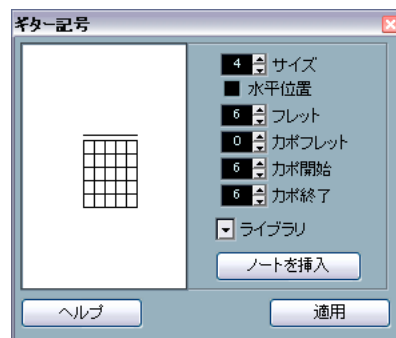 ギター記号
4 サイズ
水平位置
6 フレット
0 カポフレット
6 カポ開始
6 カポ終了
ライブラリ
ノートを挿入
ヘルプ
適用